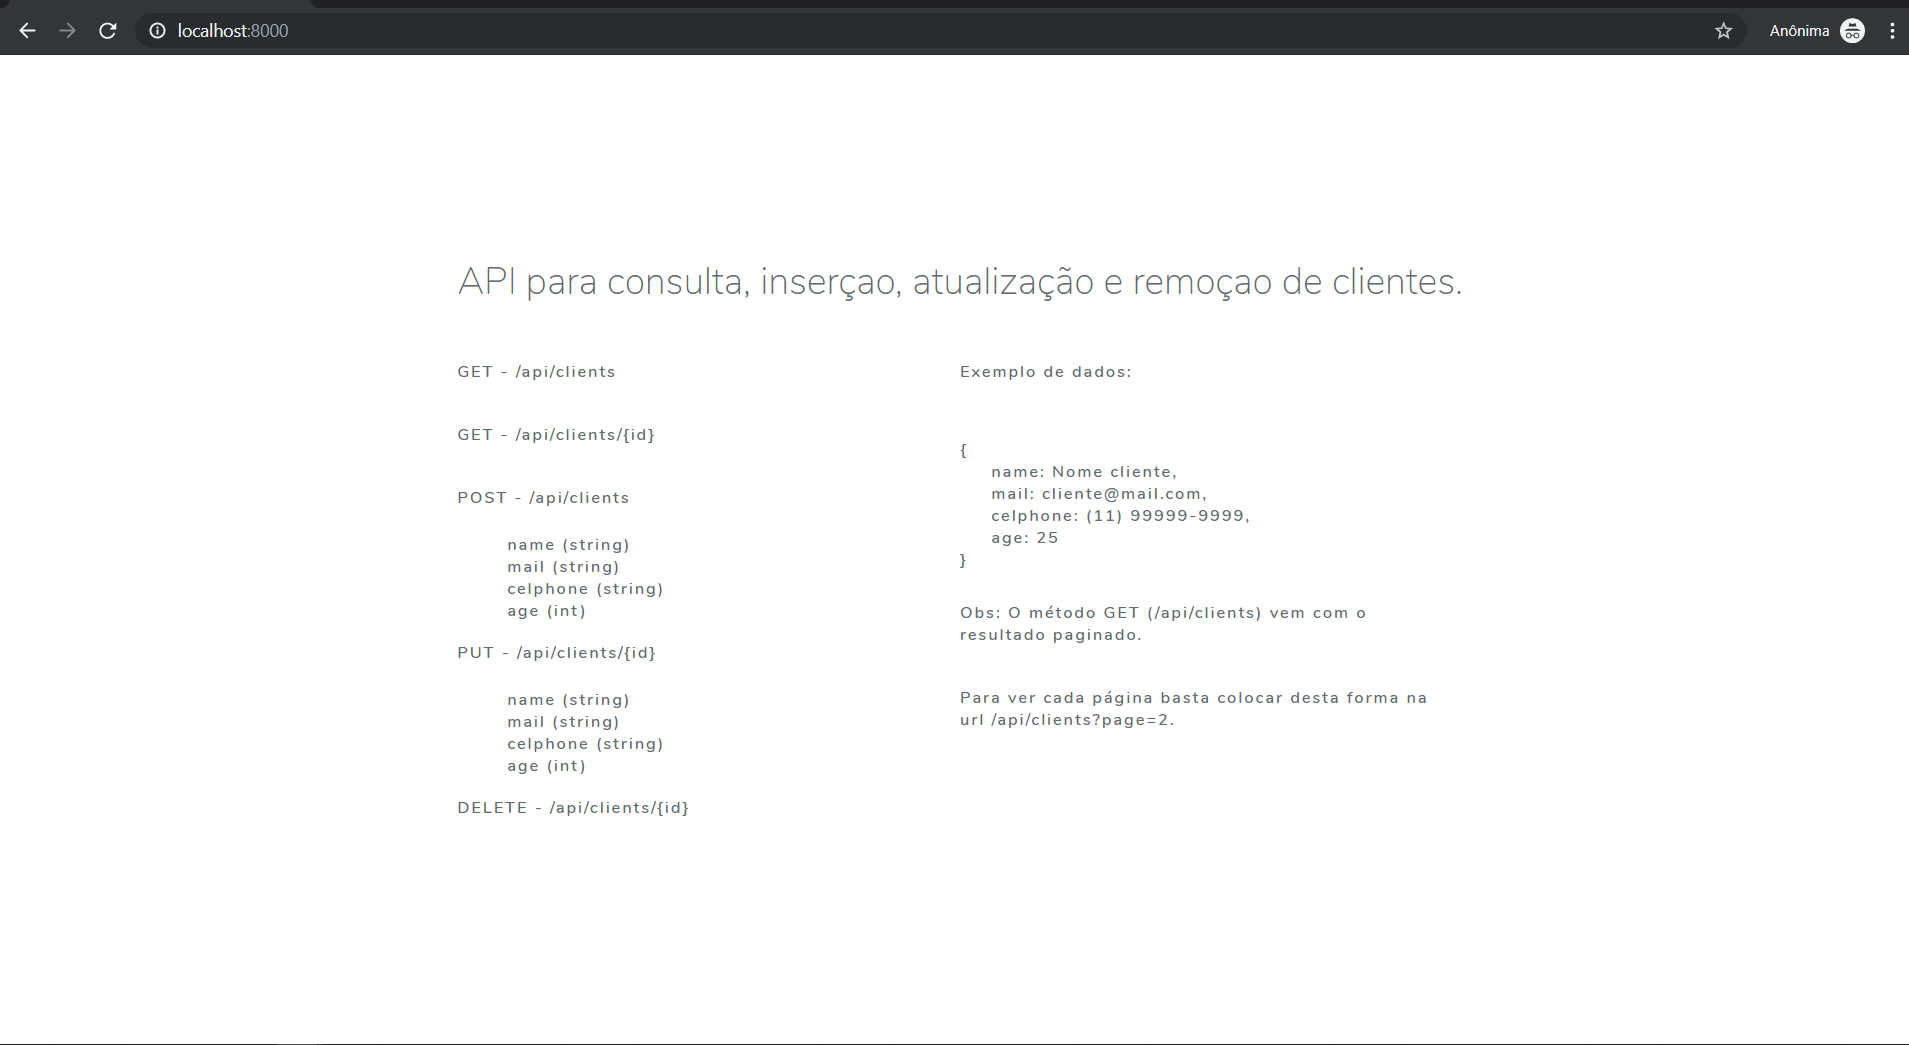 localhost:8000
Anônima
API para consulta, inserçao, atualização e remoçao de clientes.
GET - /api/clients
GET - /api/clients/{id}
POST - /api/clients
name (string)
mail (string)
celphone (string)
age (int)
PUT - /api/clients/{id}
name (string)
mail (string)
celphone (string)
age (int)
DELETE - /api/clients/{id}
Exemplo de dados:
{
name: Nome cliente,
mail: cliente@mail.com,
celphone: (11) 99999-9999,
age: 25
}
Obs: O método GET (/api/clients) vem com o
resultado paginado.
Para ver cada página basta colocar desta forma na
url /api/clients?page=2.